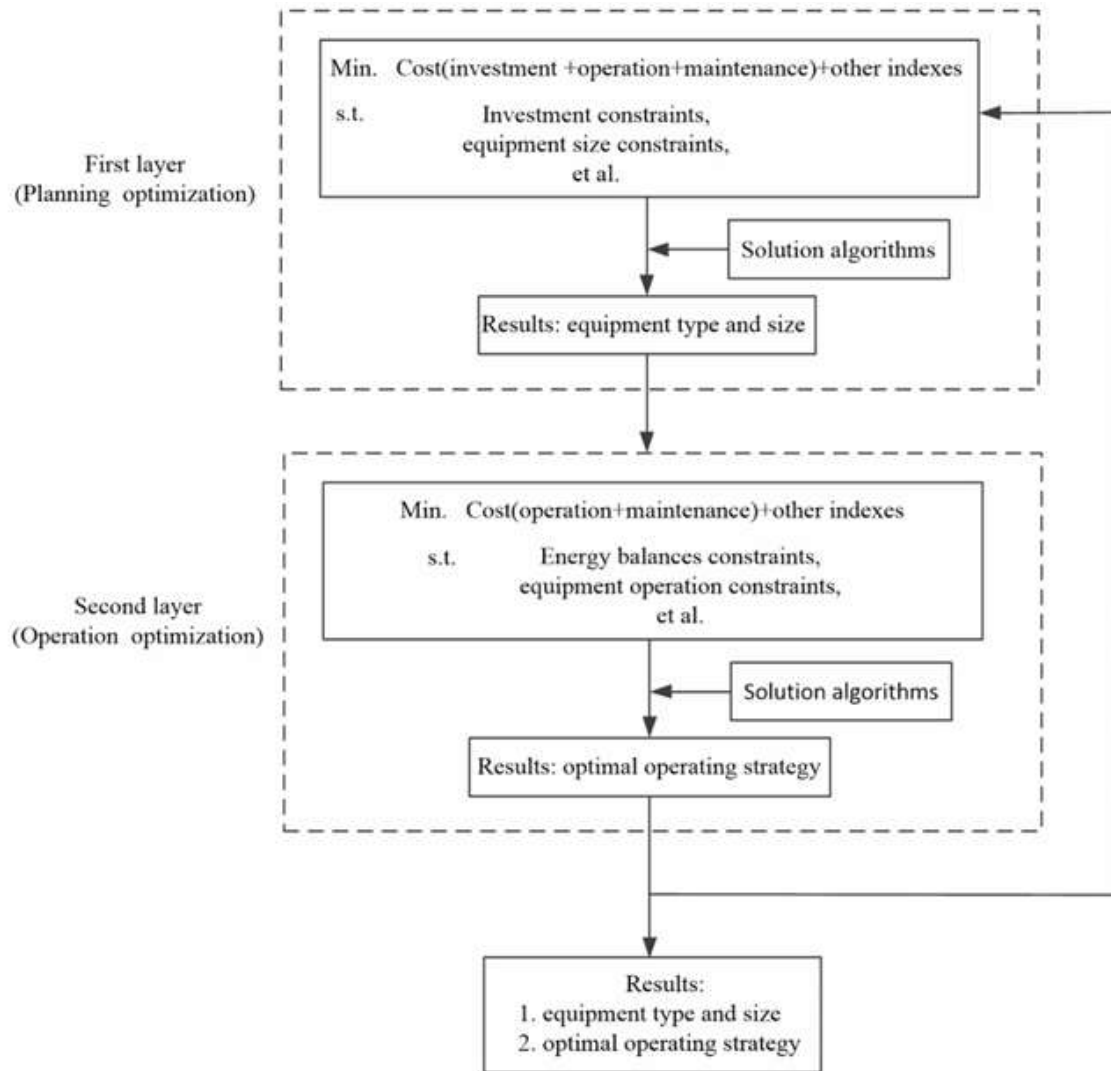 Min. Cost(investment +operation+maintenance)+other indexes
s.t. Investment constraints,
equipment size constraints,
et al.
First layer
(Planning optimization)
Solution algorithms
Results: equipment type and size
Min. Cost(operation+maintenance)+other indexes
s.t. Energy balances constraints,
equipment operation constraints,
et al.
Second layer
(Operation optimization)
Solution algorithms
Results: optimal operating strategy
Results:
1. equipment type and size
2. optimal operating strategy